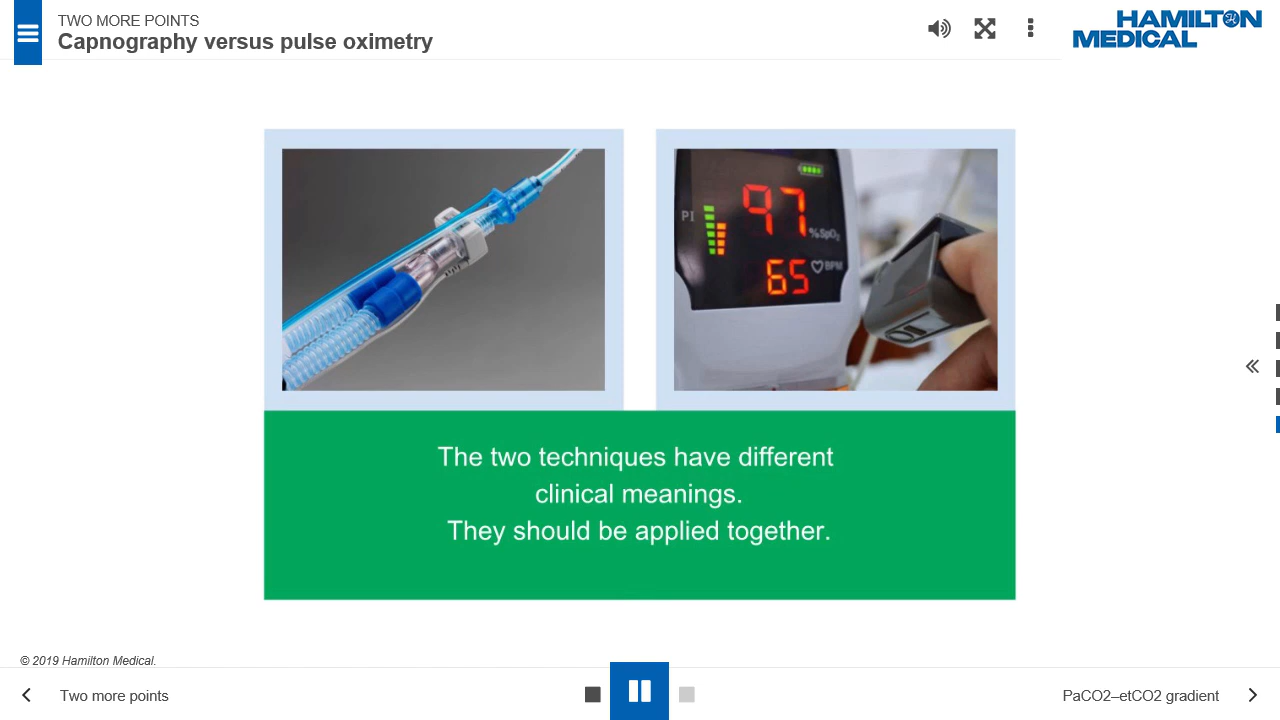 TWO MORE POINTS
Capnography versus pulse oximetry
HAMILTON
MEDICAL
PI
97
%SpO₂
65
BPM
The two techniques have different
clinical meanings.
They should be applied together.
© 2019 Hamilton Medical.
Two more points
PaCO2–etCO2 gradient